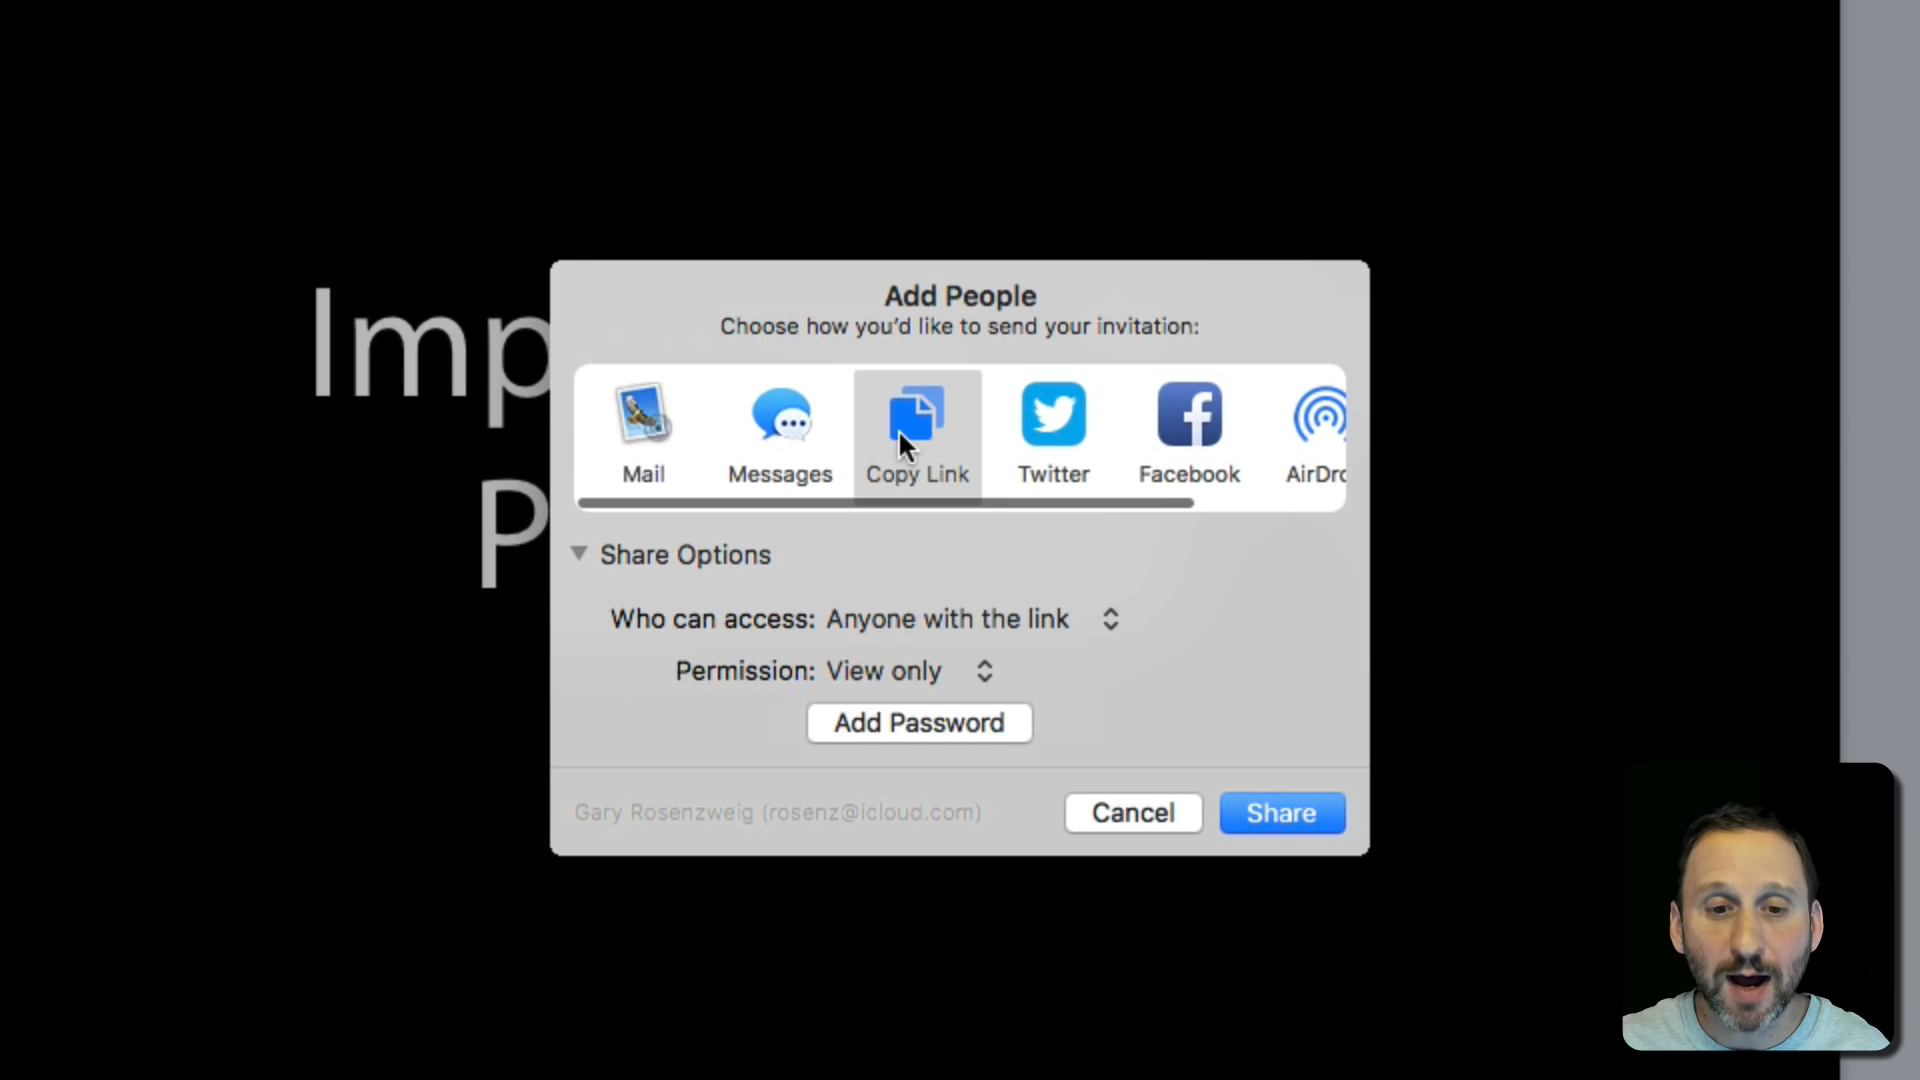 Imp
P
Add People
Choose how you'd like to send your invitation:
Mail
Messages
Copy Link
Twitter
Facebook
AirDro
Share Options
Who can access: Anyone with the link
Permission: View only
Add Password
Gary Rosenzweig (rosenz@icloud.com)
Cancel
Share